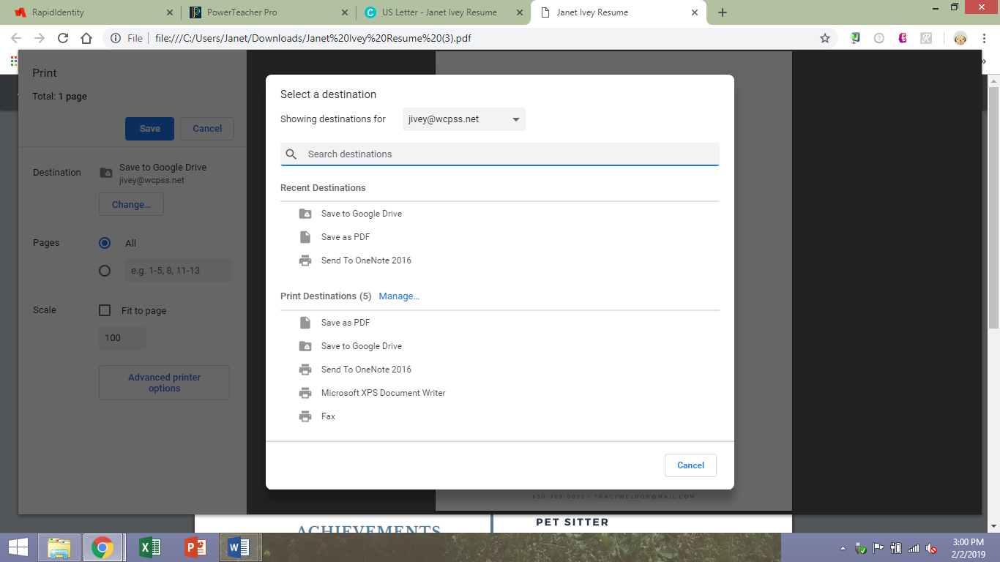 RapidIdentity
PowerTeacher Pro
US Letter - Janet Ivey Resume
Janet Ivey Resume
File
file:///C:/Users/Janet/Downloads/Janet%20Ivey%20Resume%20(3).pdf
Print
Total: 1 page
Save
Cancel
Destination
Save to Google Drive
jivey@wcpss.net
Change...
Pages
All
e.g. 1-5, 8, 11-13
Scale
Fit to page
100
Advanced printer
options
Select a destination
Showing destinations for
jivey@wcpss.net
Search destinations
Recent Destinations
Save to Google Drive
Save as PDF
Send To OneNote 2016
Print Destinations (5) Manage...
Save as PDF
Save to Google Drive
Send To OneNote 2016
Microsoft XPS Document Writer
Fax
Cancel
630-989-6035 | TRACYWELDON@MAIL.COM
ACHIEVEMENTS
PET SITTER
3:00 PM
2/2/2019